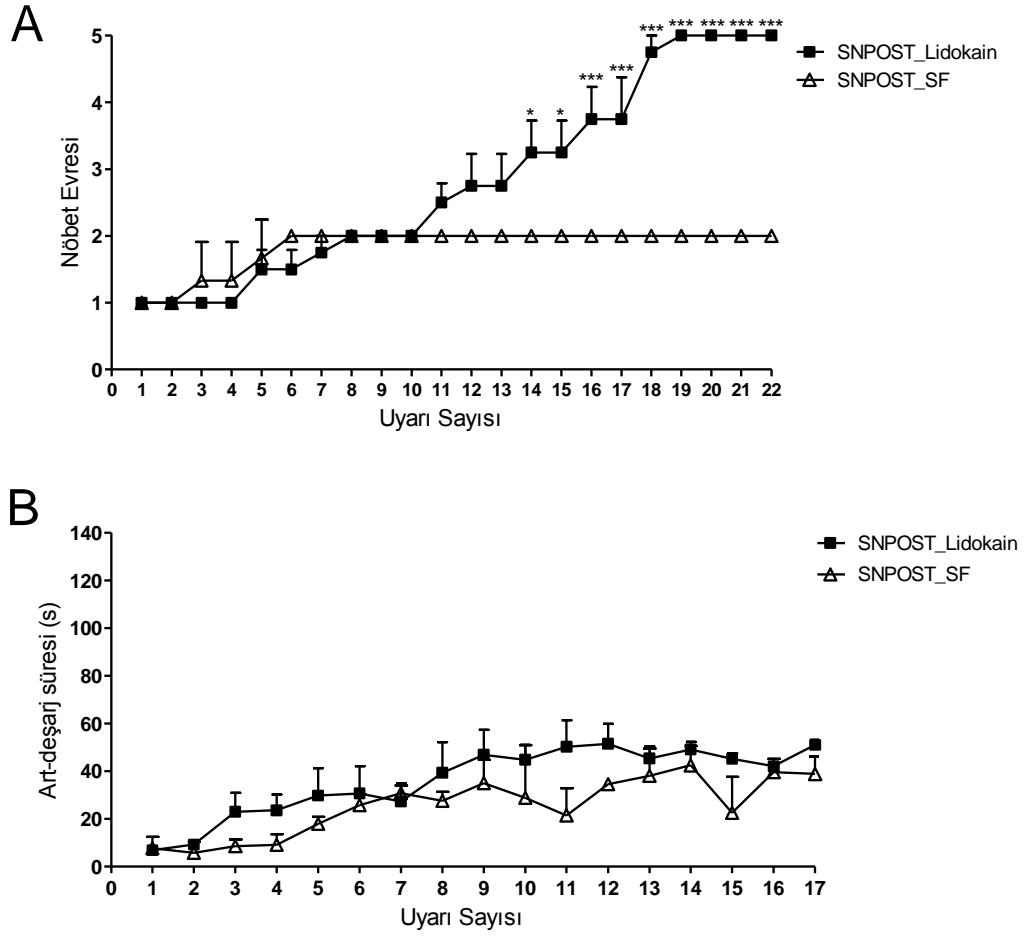 A
*** *** *** *** ***
5
***
***
* *
4
3
2
1
0
Nöbet Evresi
0 1 2 3 4 5 6 7 8 9 10 11 12 13 14 15 16 17 18 19 20 21 22
Uyarı Sayısı
SNPOST_Lidokain
SNPOST_SF
B
140
120
100
80
60
40
20
0
Art-deşarj süresi (s)
0 1 2 3 4 5 6 7 8 9 10 11 12 13 14 15 16 17
Uyarı Sayısı
SNPOST_Lidokain
SNPOST_SF